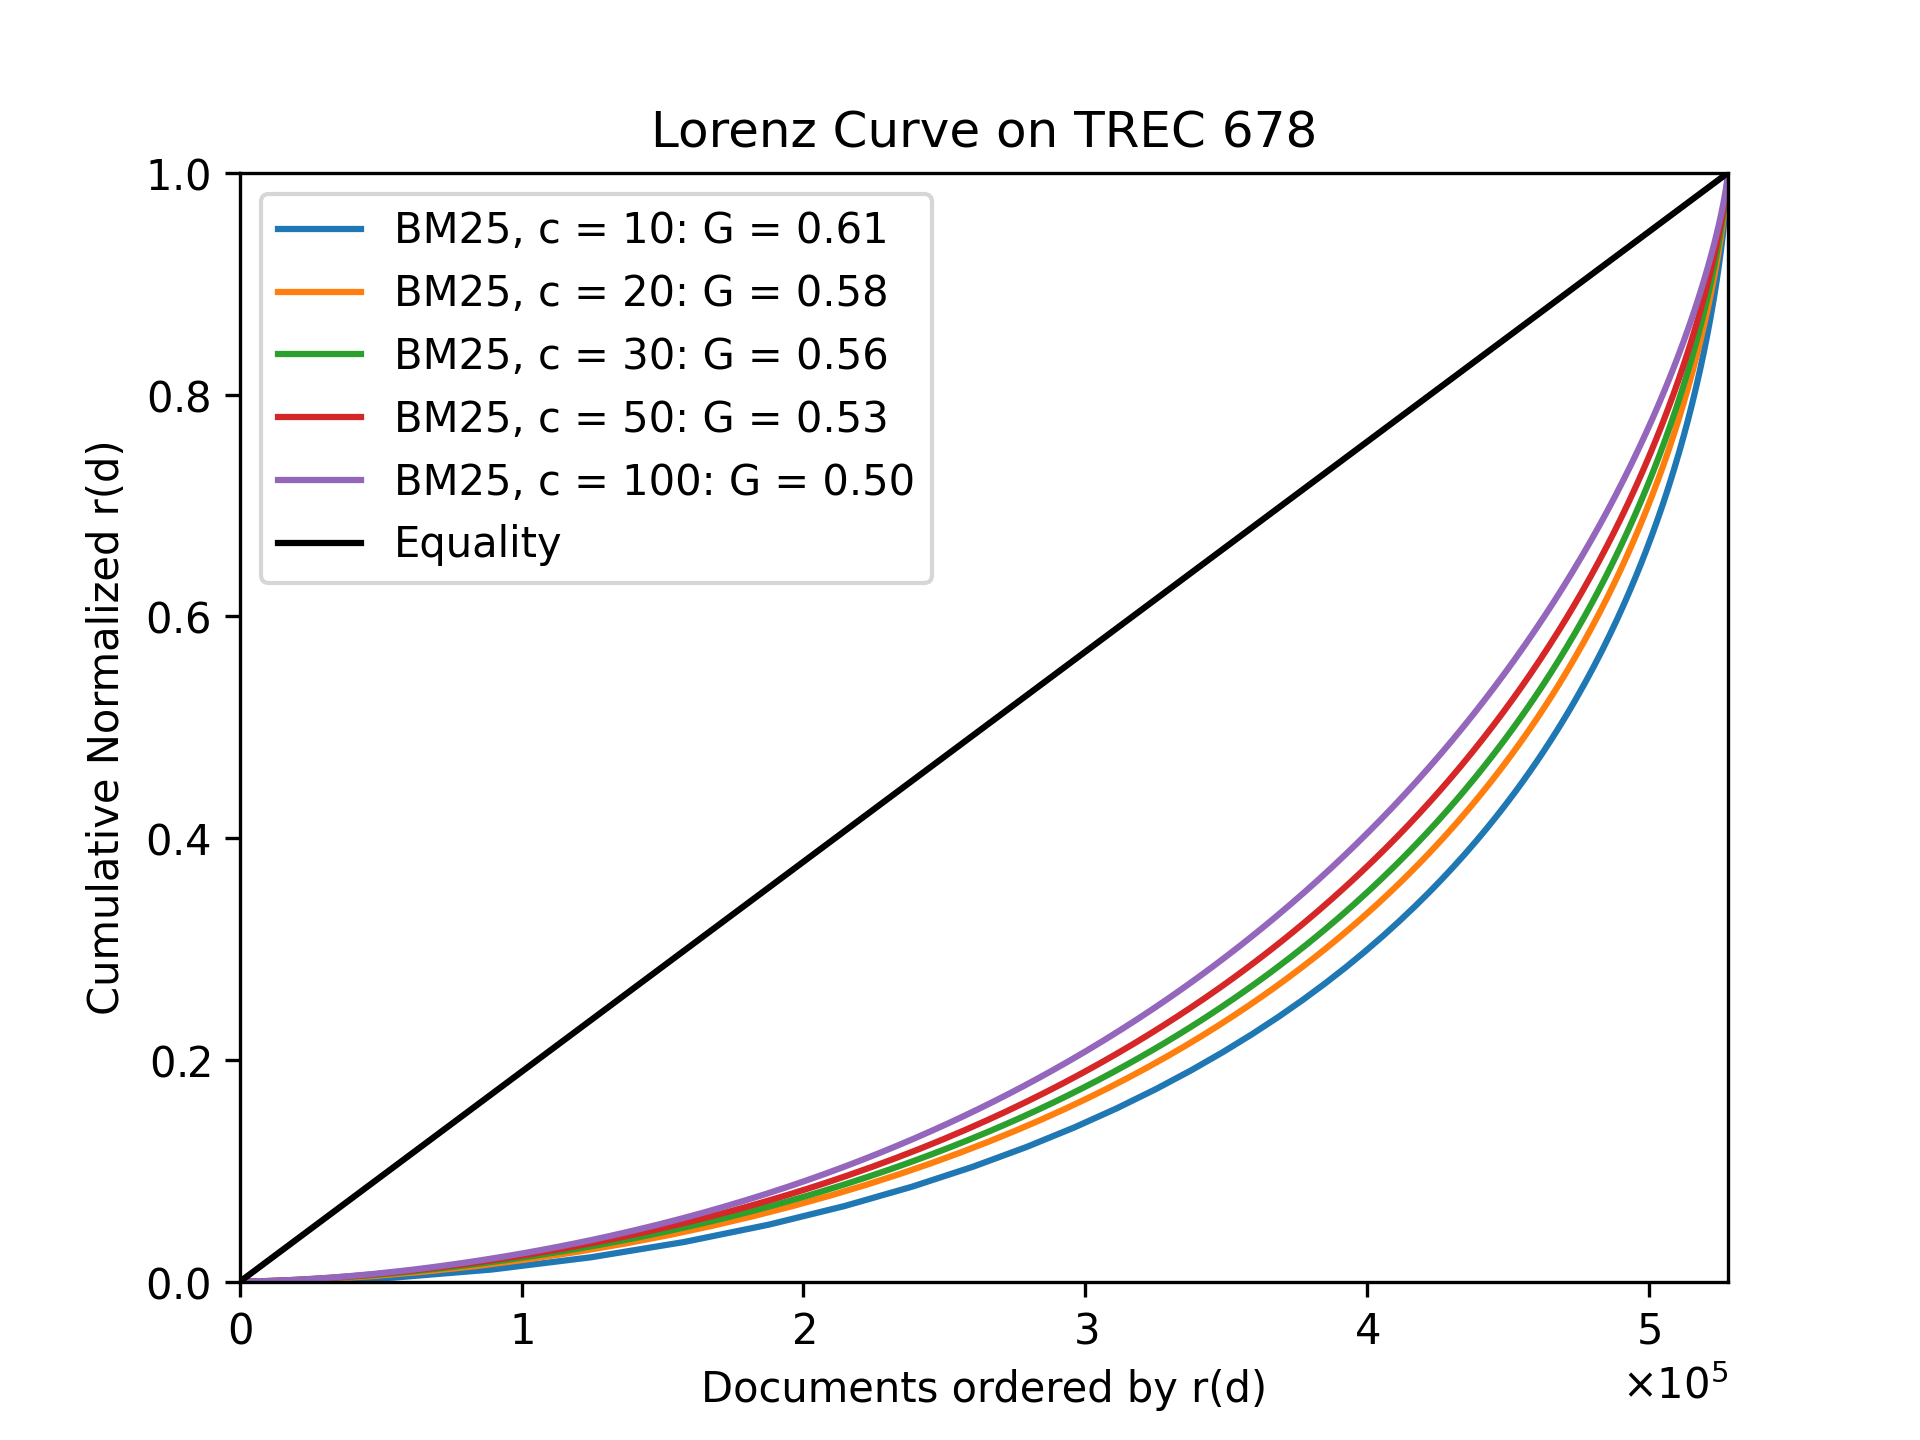 Lorenz Curve on TREC 678
1.0
0.8
0.6
0.4
0.2
0.0
Cumulative Normalized r(d)
BM25, c = 10: G = 0.61
BM25, c = 20: G = 0.58
BM25, c = 30: G = 0.56
BM25, c = 50: G = 0.53
BM25, c = 100: G = 0.50
Equality
0 1 2 3 4 5
×10⁵
Documents ordered by r(d)